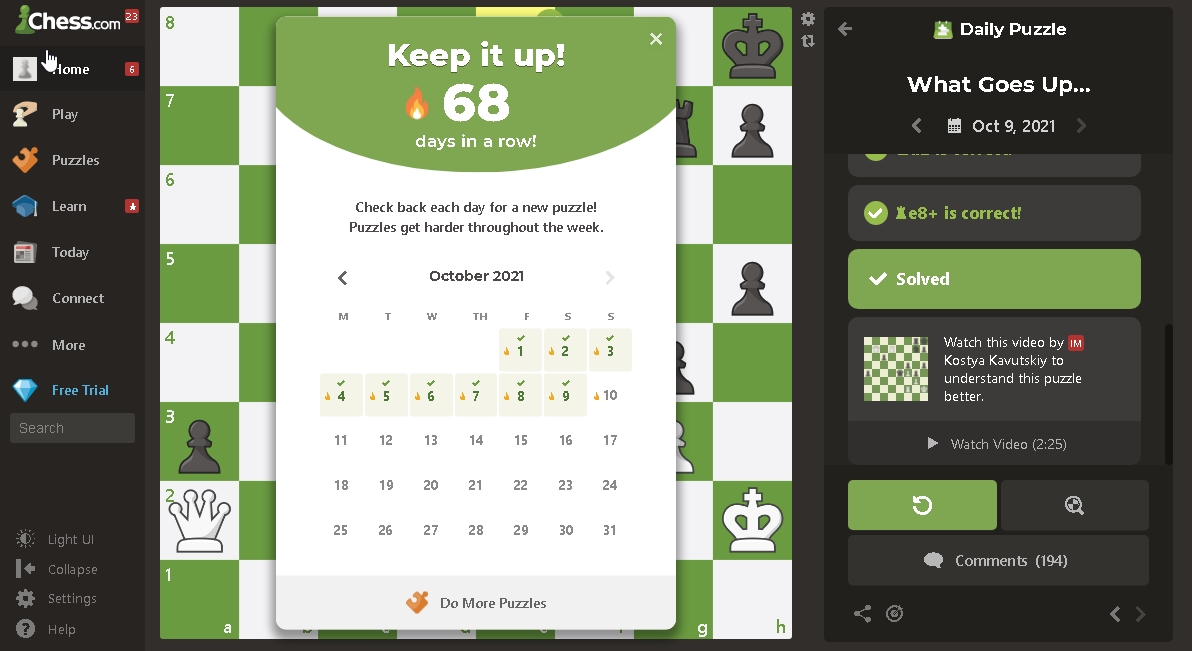 Chess.com
23
Home
6
Play
Puzzles
Learn
Today
Connect
More
Free Trial
Search
Light UI
Collapse
Settings
Help
8
7
6
5
4
3
2
1
a
g
h
Keep it up!
68
days in a row!
Check back each day for a new puzzle!
Puzzles get harder throughout the week.
October 2021
M T W TH F S S
1 2 3
4 5 6 7 8 9 10
11 12 13 14 15 16 17
18 19 20 21 22 23 24
25 26 27 28 29 30 31
Do More Puzzles
Daily Puzzle
What Goes Up...
Oct 9, 2021
e8+ is correct!
Solved
Watch this video by IM
Kostya Kavutskiy to
understand this puzzle
better.
Watch Video (2:25)
Comments (194)